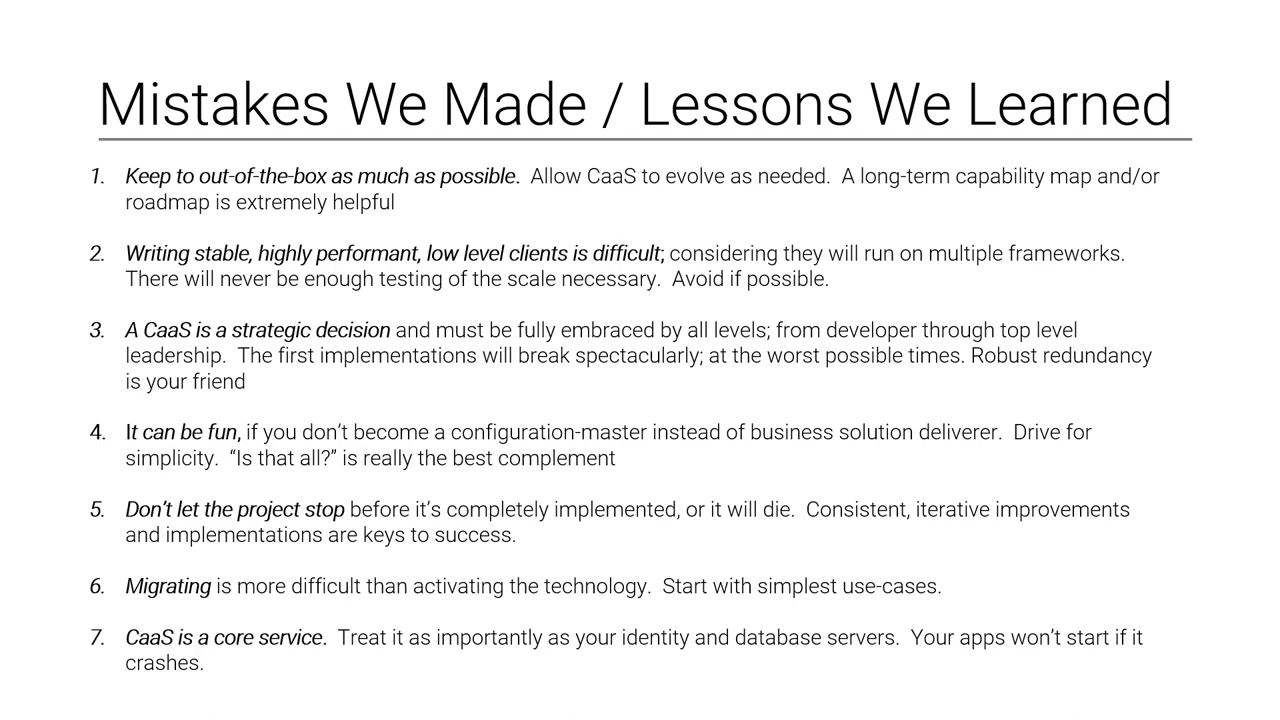 Mistakes We Made / Lessons We Learned
1. Keep to out-of-the-box as much as possible.  Allow CaaS to evolve as needed.  A long-term capability map and/or
roadmap is extremely helpful
2. Writing stable, highly performant, low level clients is difficult; considering they will run on multiple frameworks.
There will never be enough testing of the scale necessary.  Avoid if possible.
3. A CaaS is a strategic decision and must be fully embraced by all levels; from developer through top level
leadership.  The first implementations will break spectacularly; at the worst possible times. Robust redundancy
is your friend
4. It can be fun, if you don’t become a configuration-master instead of business solution deliverer.  Drive for
simplicity.  “Is that all?” is really the best complement
5. Don’t let the project stop before it’s completely implemented, or it will die.  Consistent, iterative improvements
and implementations are keys to success.
6. Migrating is more difficult than activating the technology.  Start with simplest use-cases.
7. CaaS is a core service.  Treat it as importantly as your identity and database servers.  Your apps won’t start if it
crashes.